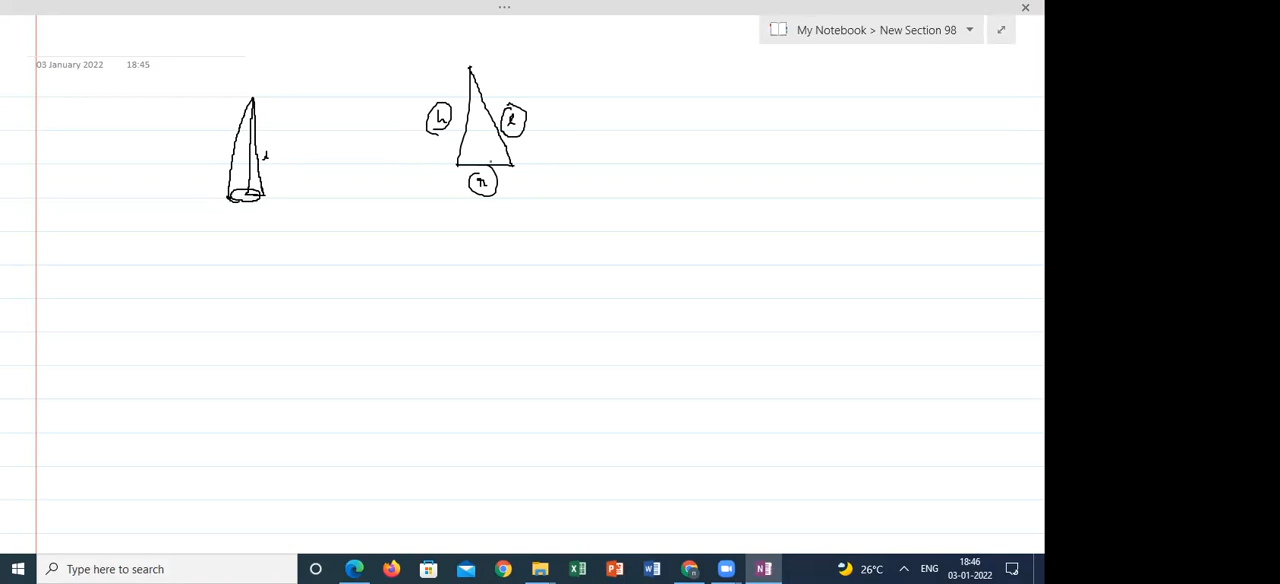 ...
My Notebook > New Section 98
03 January 2022 18:45
h
l
l
r
Type here to search
26°C
ENG
18:46
03-01-2022